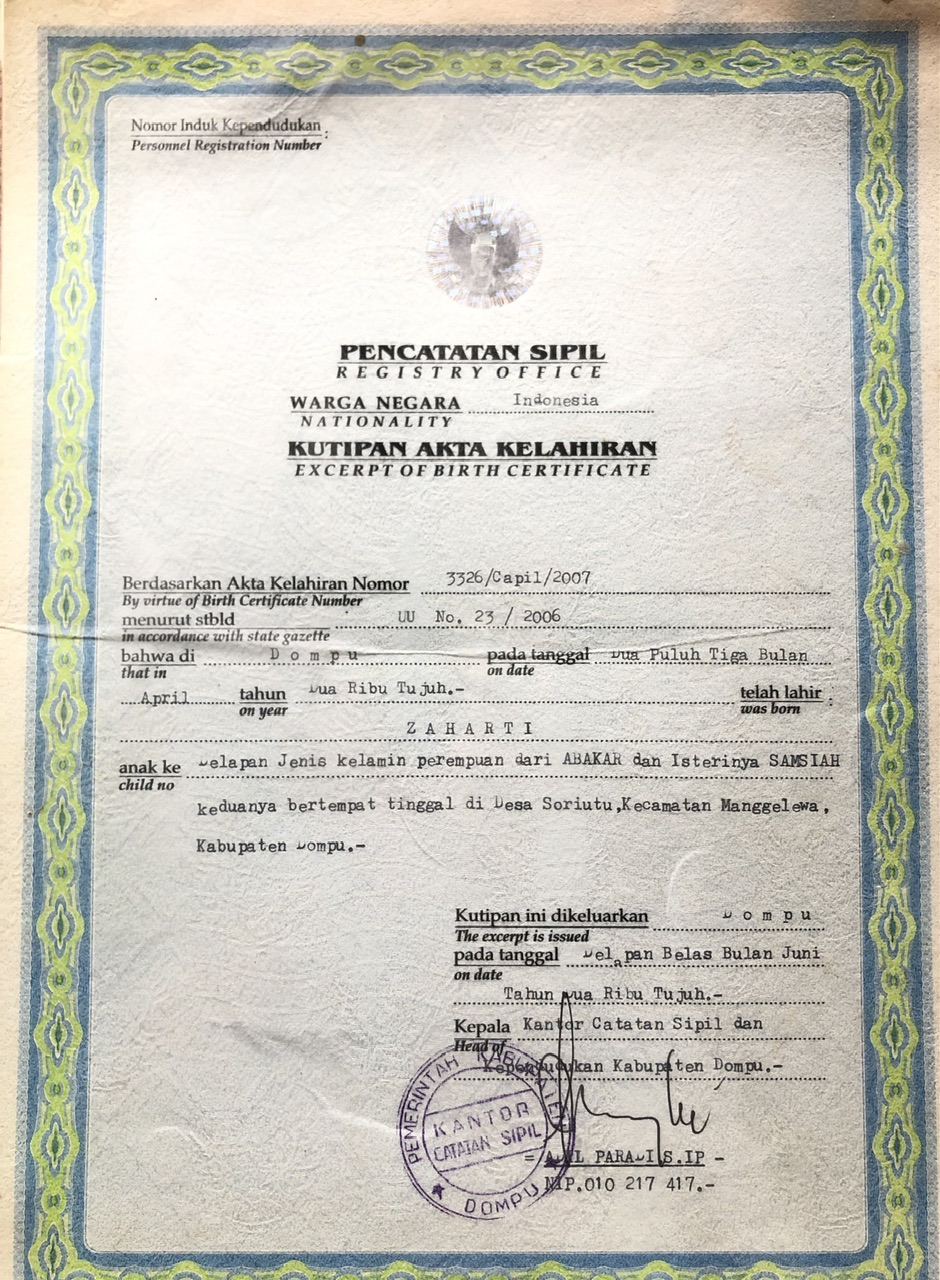 Nomor Induk Kependudukan :
Personnel Registration Number
PENCATATAN SIPIL
REGISTRY OFFICE
WARGA NEGARA Indonesia
NATIONALITY
KUTIPAN AKTA KELAHIRAN
EXCERPT OF BIRTH CERTIFICATE
Berdasarkan Akta Kelahiran Nomor 3326/Capil/2007
By virtue of Birth Certificate Number
menurut stbld UU No. 23 / 2006
in accordance with state gazette
bahwa di Dompu pada tanggal Dua Puluh Tiga Bulan
that in on date
April tahun Dua Ribu Tujuh.- telah lahir :
on year was born
ZAHARTI
anak ke Delapan Jenis kelamin perempuan dari ABAKAR dan Isterinya SAMSIAH
child no
keduanya bertempat tinggal di Desa Soriutu,Kecamatan Manggelewa,
Kabupaten Dompu.-
Kutipan ini dikeluarkan Dompu
The excerpt is issued
pada tanggal Delapan Belas Bulan Juni
on date
Tahun Dua Ribu Tujuh.-
Kepala Kantor Catatan Sipil dan
Head of
Kependudukan Kabupaten Dompu.-
PEMERINTAH KABUPATEN
KANTOR
CATATAN SIPIL
DOMPU
PARADI S.IP -
NIP.010 217 417.-